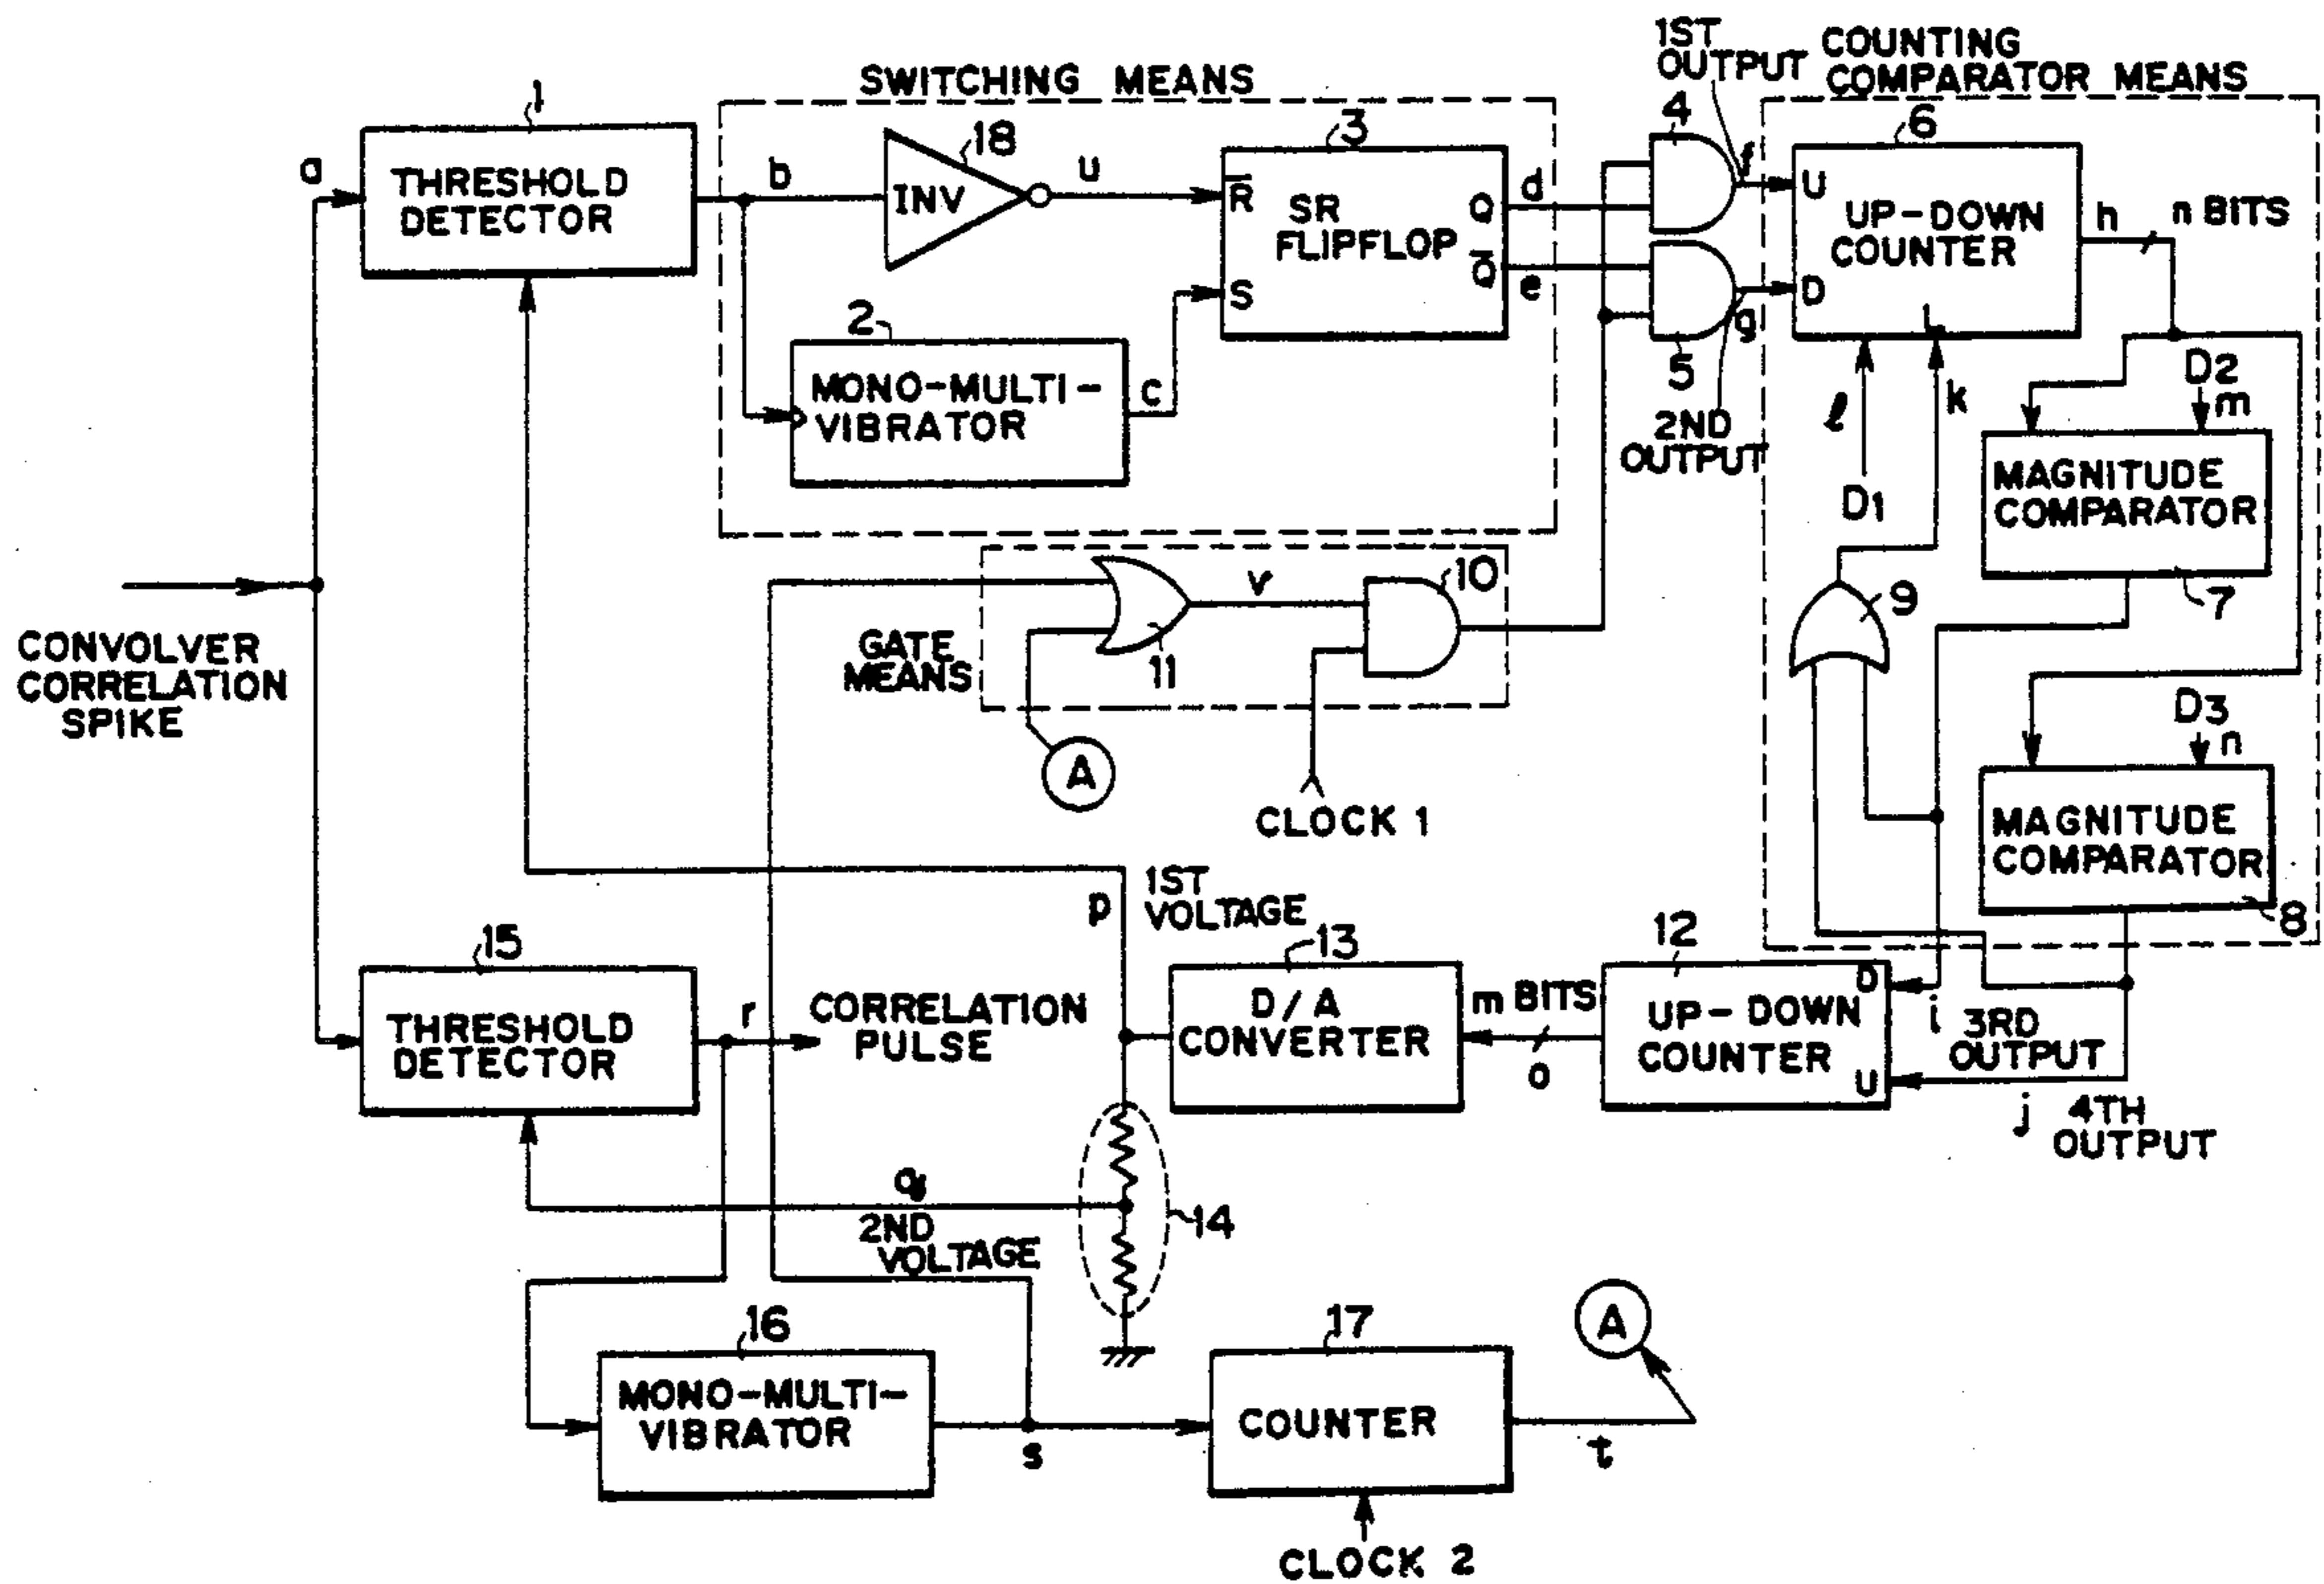 1ST
OUTPUT
COUNTING
COMPARATOR MEANS
SWITCHING MEANS
1
a
THRESHOLD
DETECTOR
b
18
INV
u
3
R̅
SR
FLIPFLOP
S
Q
Q̅
d
e
4
f
5
g
2ND
OUTPUT
6
U
UP-DOWN
COUNTER
D
L
h
n BITS
2
MONO-MULTI-
VIBRATOR
c
ℓ
D1
k
D2
m
MAGNITUDE
COMPARATOR
7
9
D3
n
MAGNITUDE
COMPARATOR
8
CONVOLVER
CORRELATION
SPIKE
GATE
MEANS
11
v
10
A
CLOCK 1
p
1ST
VOLTAGE
15
THRESHOLD
DETECTOR
r
CORRELATION
PULSE
13
D/A
CONVERTER
m BITS
o
12
D
UP-DOWN
COUNTER
U
i
3RD
OUTPUT
j
4TH
OUTPUT
q
2ND
VOLTAGE
14
16
MONO-MULTI-
VIBRATOR
s
17
COUNTER
t
A
CLOCK 2